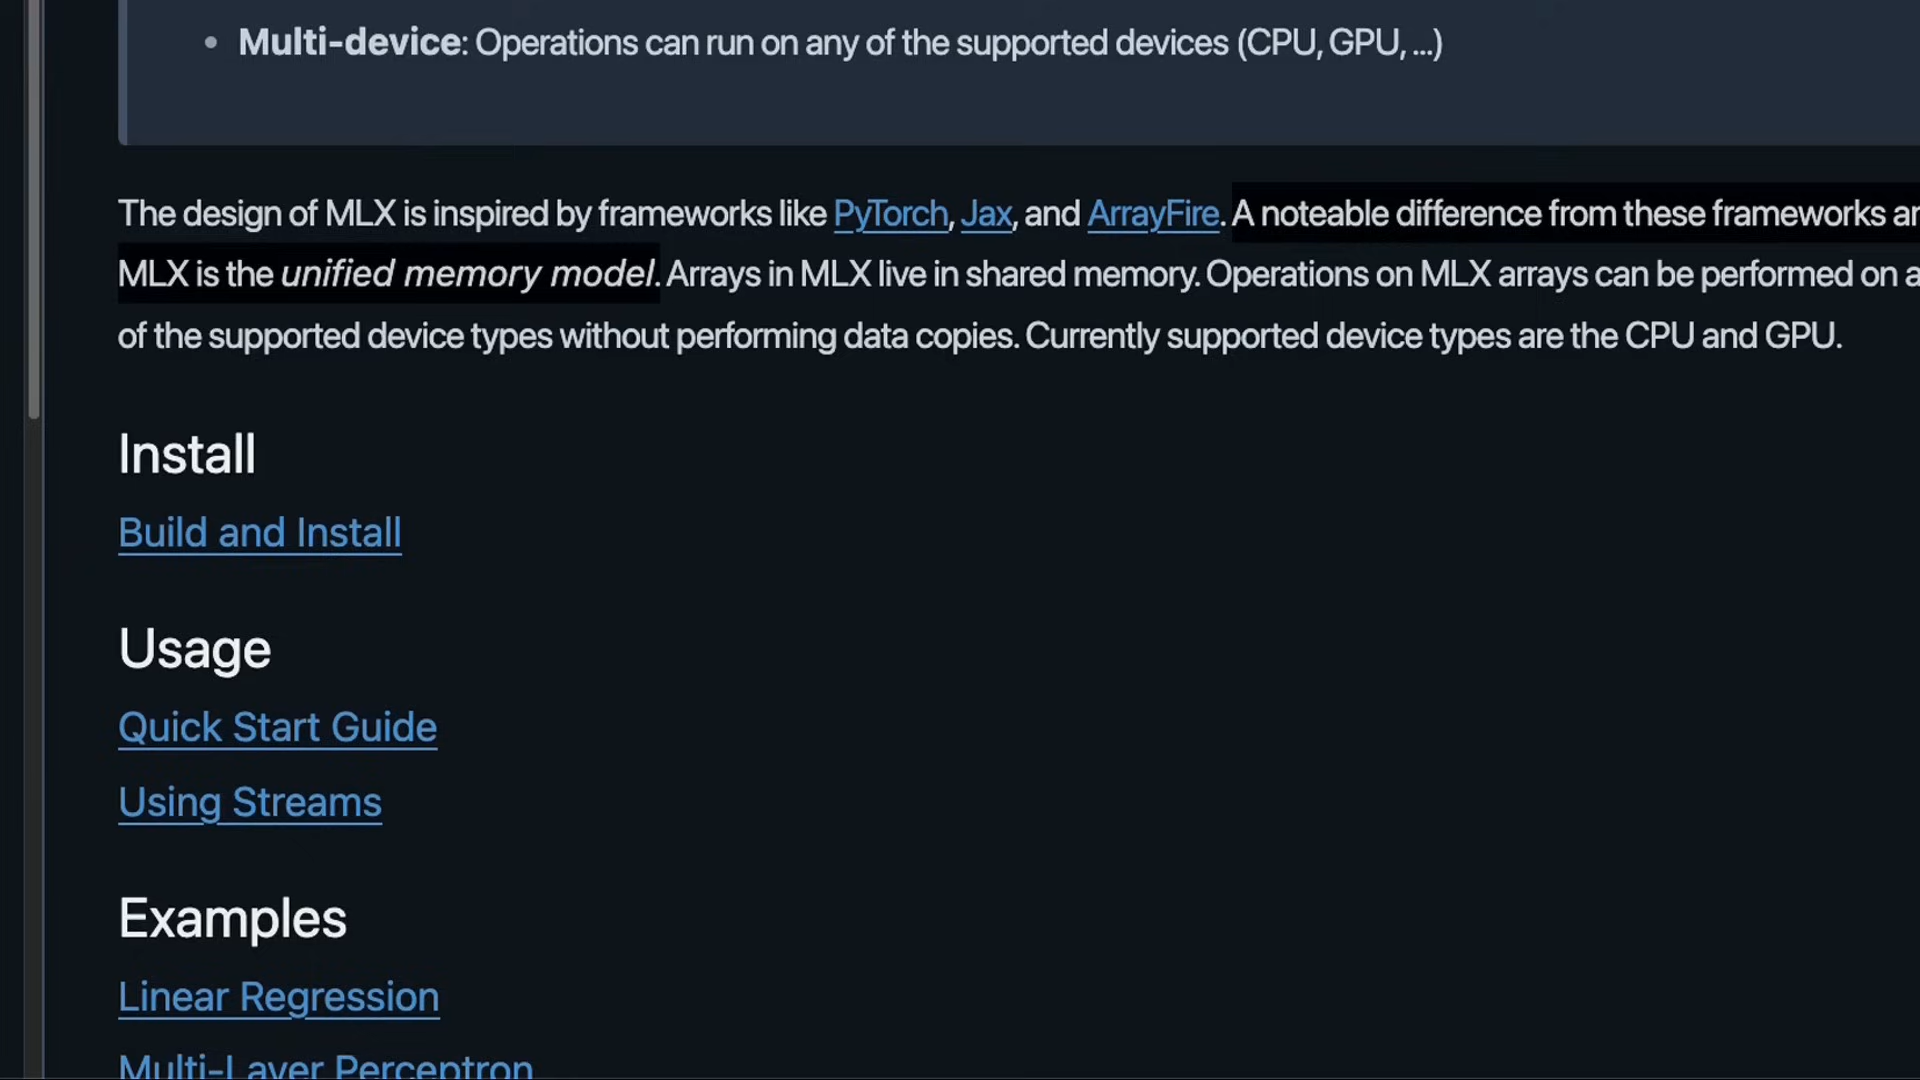 Multi-device: Operations can run on any of the supported devices (CPU, GPU, ...)
The design of MLX is inspired by frameworks like PyTorch, Jax, and ArrayFire. A noteable difference from these frameworks
MLX is the unified memory model. Arrays in MLX live in shared memory. Operations on MLX arrays can be performed on
of the supported device types without performing data copies. Currently supported device types are the CPU and GPU.
Install
Build and Install
Usage
Quick Start Guide
Using Streams
Examples
Linear Regression
Multi-Layer Perceptron